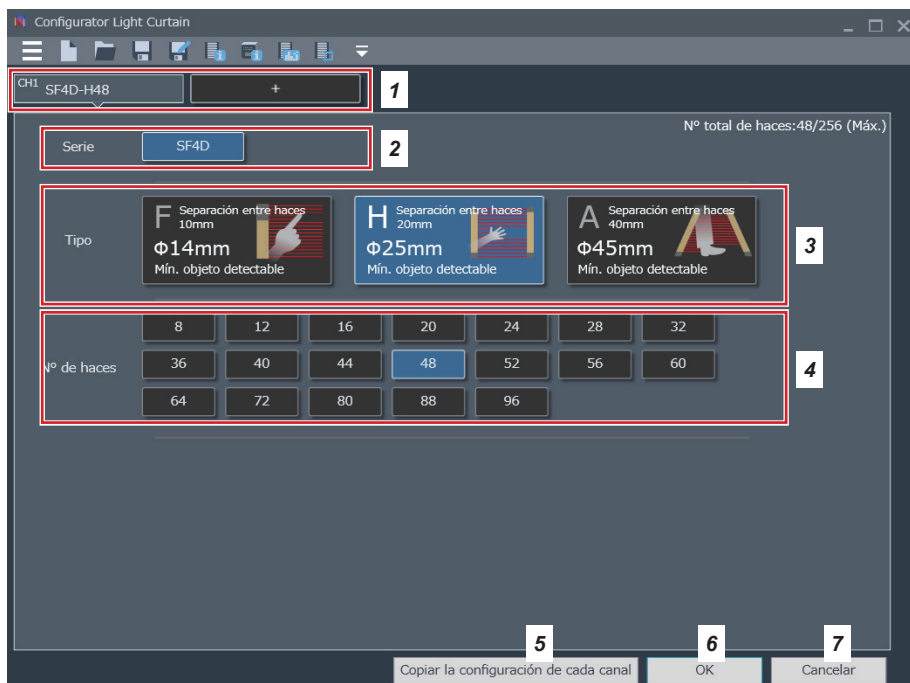 Configurator Light Curtain
CH1 SF4D-H48
+
1
Nº total de haces:48/256 (Máx.)
Serie
SF4D
2
Tipo
F Separación entre haces
10mm
Φ14mm
Mín. objeto detectable
H Separación entre haces
20mm
Φ25mm
Mín. objeto detectable
A Separación entre haces
40mm
Φ45mm
Mín. objeto detectable
3
Nº de haces
8 12 16 20 24 28 32
36 40 44 48 52 56 60
64 72 80 88 96
4
5 6 7
Copiar la configuración de cada canal OK Cancelar